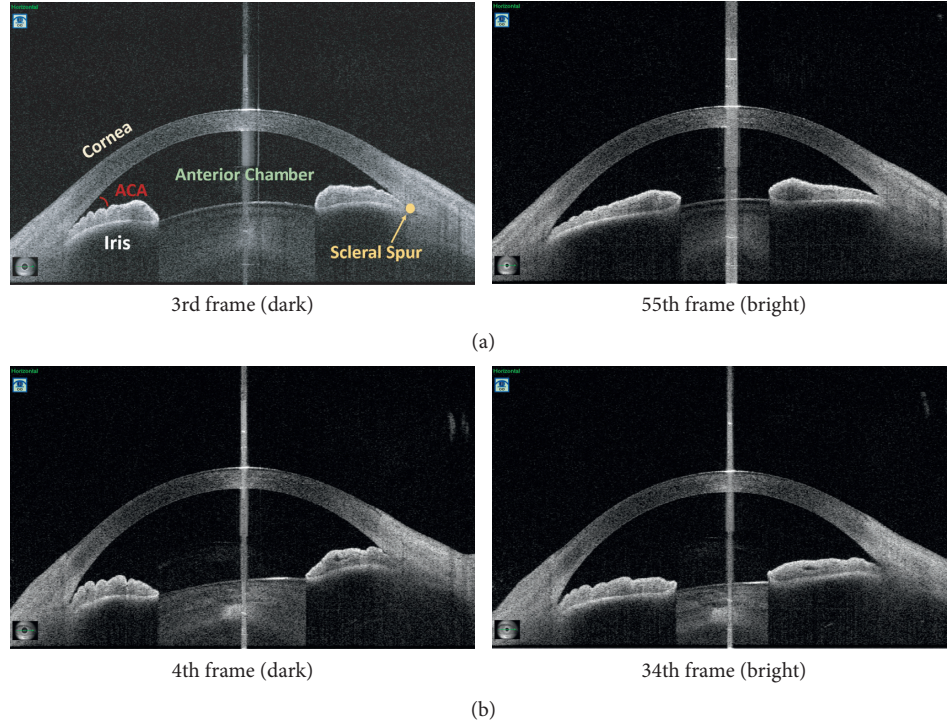 Horizontal
Horizontal
Cornea
ACA
Anterior Chamber
Iris
Scleral Spur
3rd frame (dark)
55th frame (bright)
(a)
Horizontal
Horizontal
4th frame (dark)
34th frame (bright)
(b)